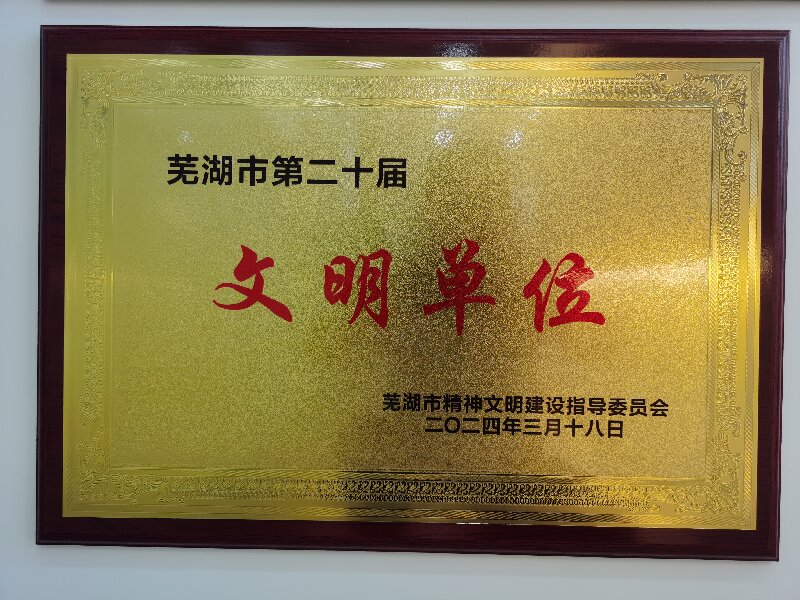 芜湖市第二十届
文明单位
芜湖市精神文明建设指导委员会
二〇二四年三月十八日